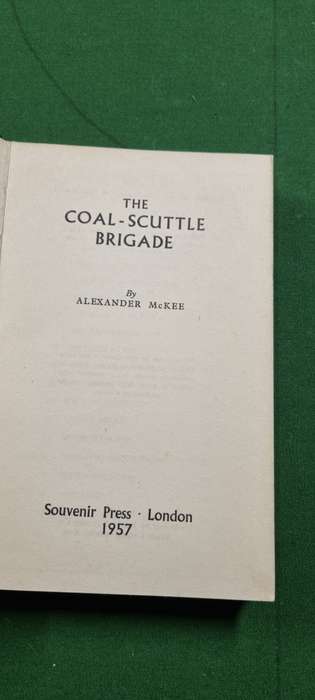 THE
COAL-SCUTTLE
BRIGADE
By
ALEXANDER McKEE
Souvenir Press · London
1957